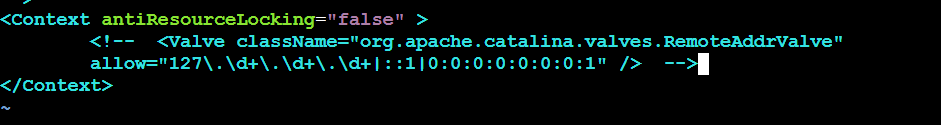 <Context antiResourceLocking="false" >
<!--  <Valve className="org.apache.catalina.valves.RemoteAddrValve"
allow="127\.\d+\.\d+\.\d+|::1|0:0:0:0:0:0:0:1" />  -->
</Context>
~